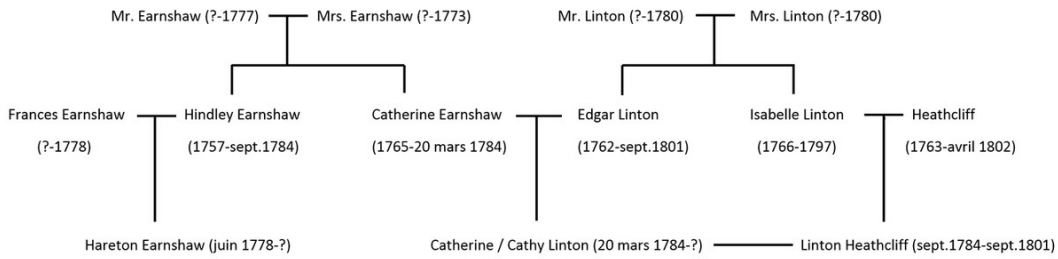 Mr. Earnshaw (?-1777) Mrs. Earnshaw (?-1773) Mr. Linton (?-1780) Mrs. Linton (?-1780)
Frances Earnshaw Hindley Earnshaw Catherine Earnshaw Edgar Linton Isabelle Linton Heathcliff
(?-1778) (1757-sept.1784) (1765-20 mars 1784) (1762-sept.1801) (1766-1797) (1763-avril 1802)
Hareton Earnshaw (juin 1778-?) Catherine / Cathy Linton (20 mars 1784-?) Linton Heathcliff (sept.1784-sept.1801)